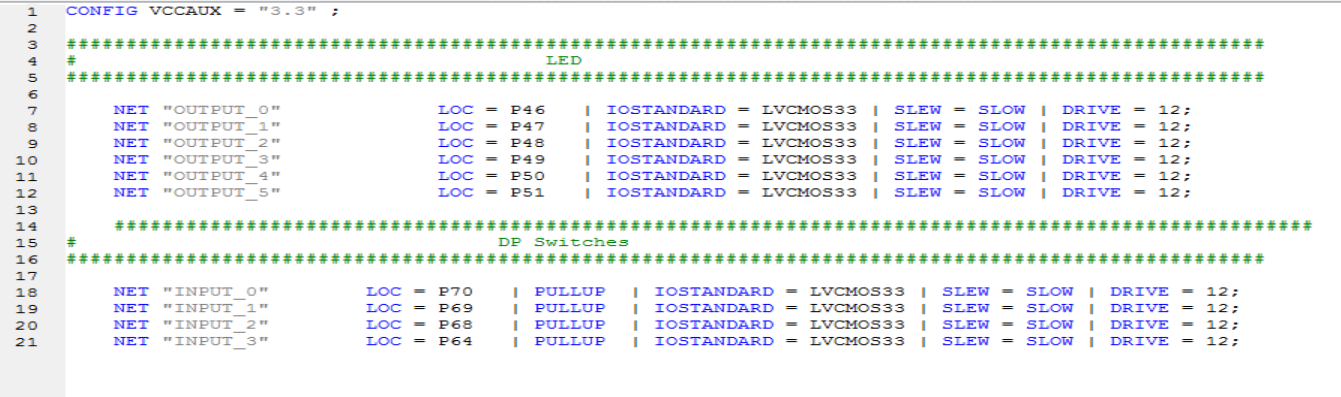 1 CONFIG VCCAUX = "3.3" ;
2
3 ####################################################################################################
4 # LED
5 ####################################################################################################
6
7 NET "OUTPUT_0" LOC = P46 | IOSTANDARD = LVCMOS33 | SLEW = SLOW | DRIVE = 12;
8 NET "OUTPUT_1" LOC = P47 | IOSTANDARD = LVCMOS33 | SLEW = SLOW | DRIVE = 12;
9 NET "OUTPUT_2" LOC = P48 | IOSTANDARD = LVCMOS33 | SLEW = SLOW | DRIVE = 12;
10 NET "OUTPUT_3" LOC = P49 | IOSTANDARD = LVCMOS33 | SLEW = SLOW | DRIVE = 12;
11 NET "OUTPUT_4" LOC = P50 | IOSTANDARD = LVCMOS33 | SLEW = SLOW | DRIVE = 12;
12 NET "OUTPUT_5" LOC = P51 | IOSTANDARD = LVCMOS33 | SLEW = SLOW | DRIVE = 12;
13
14 ####################################################################################################
15 # DP Switches
16 ####################################################################################################
17
18 NET "INPUT_0" LOC = P70 | PULLUP | IOSTANDARD = LVCMOS33 | SLEW = SLOW | DRIVE = 12;
19 NET "INPUT_1" LOC = P69 | PULLUP | IOSTANDARD = LVCMOS33 | SLEW = SLOW | DRIVE = 12;
20 NET "INPUT_2" LOC = P68 | PULLUP | IOSTANDARD = LVCMOS33 | SLEW = SLOW | DRIVE = 12;
21 NET "INPUT_3" LOC = P64 | PULLUP | IOSTANDARD = LVCMOS33 | SLEW = SLOW | DRIVE = 12;